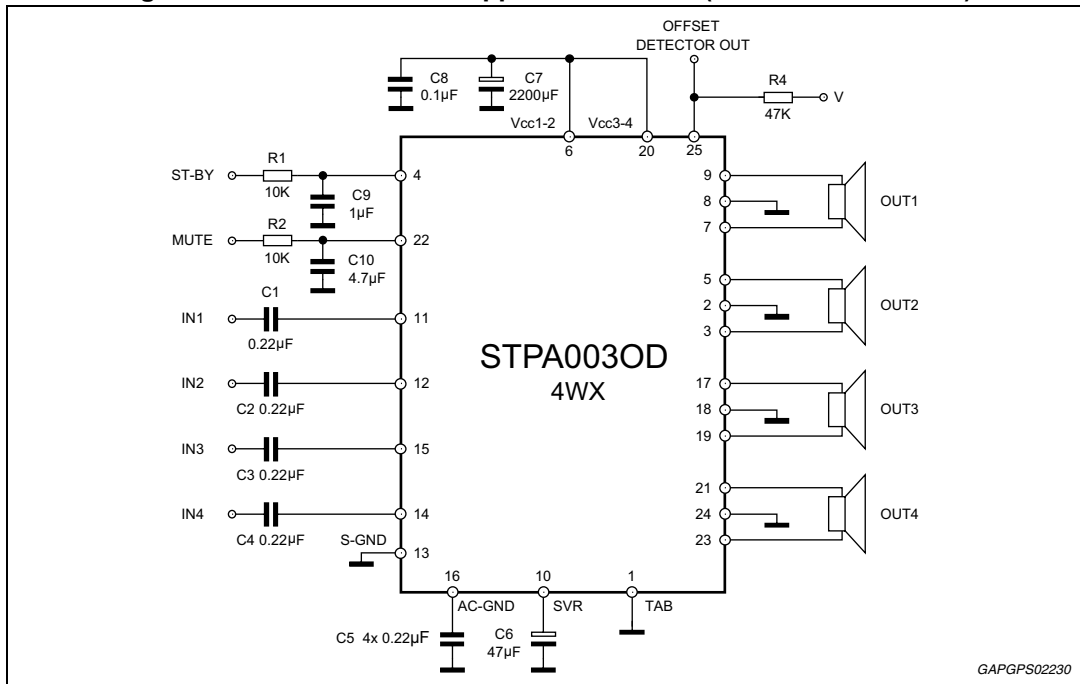 OFFSET
DETECTOR OUT
C8
0.1µF
C7
2200µF
R4
47K
V
Vcc1-2
Vcc3-4
6
20
25
ST-BY
R1
10K
4
C9
1µF
MUTE
R2
10K
22
C10
4.7µF
C1
IN1
0.22µF
11
IN2
C2 0.22µF
12
IN3
C3 0.22µF
15
IN4
C4 0.22µF
14
S-GND
13
STPA003OD
4WX
9
8
7
OUT1
5
2
3
OUT2
17
18
19
OUT3
21
24
23
OUT4
16
10
1
AC-GND
SVR
TAB
C5 4x 0.22µF
C6
47µF
GAPGPS02230